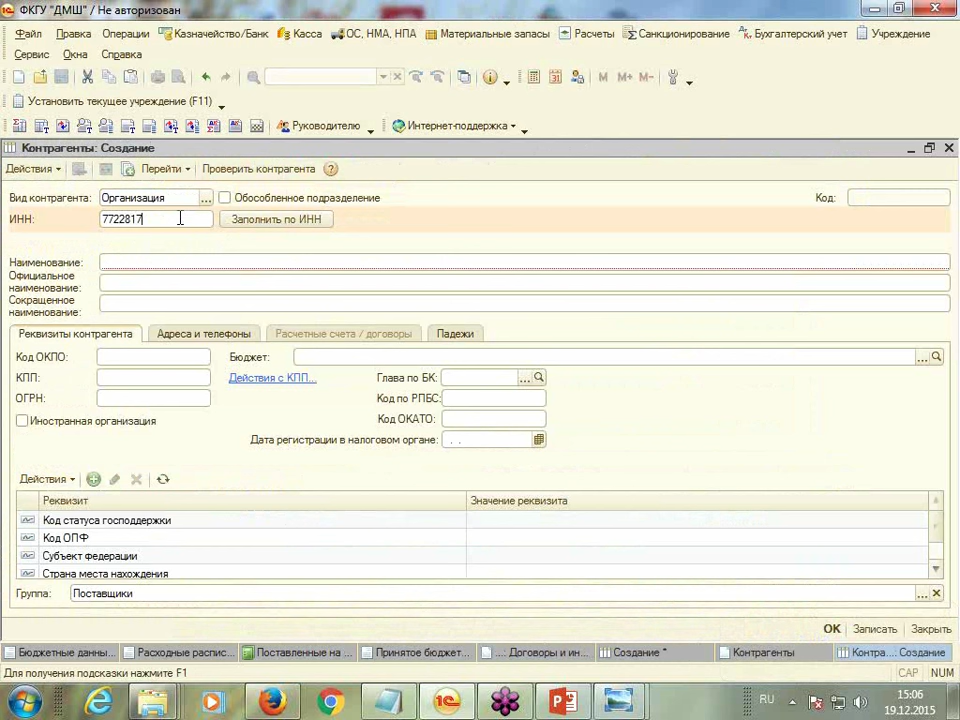 ФКГУ "ДМШ" / Не авторизован
Файл Правка Операции Казначейство/Банк Касса ОС, НМА, НПА Материальные запасы Расчеты Санкционирование Бухгалтерский учет Учреждение
Сервис Окна Справка
M M+ M-
Установить текущее учреждение (F11)
Руководителю Интернет-поддержка
Контрагенты: Создание
Действия Перейти Проверить контрагента
Вид контрагента: Организация ... Обособленное подразделение Код:
ИНН: 7722817 Заполнить по ИНН
Наименование:
Официальное
наименование:
Сокращенное
наименование:
Реквизиты контрагента Адреса и телефоны Расчетные счета / договоры Падежи
Код ОКПО: Бюджет: ...
КПП: Действия с КПП... Глава по БК: ...
ОГРН: Код по РПБС:
Иностранная организация Код ОКАТО:
Дата регистрации в налоговом органе: . .
Действия
Реквизит Значение реквизита
Код статуса господдержки
Код ОПФ
Субъект федерации
Страна места нахождения
Группа: Поставщики ...
OK Записать Закрыть
Бюджетные данны... Расходные распис... Поставленные на ... Принятое бюджет... ...: Договоры и ин... Создание * Контрагенты Контра...: Создание
Для получения подсказки нажмите F1 CAP NUM
RU 15:06
19.12.2015